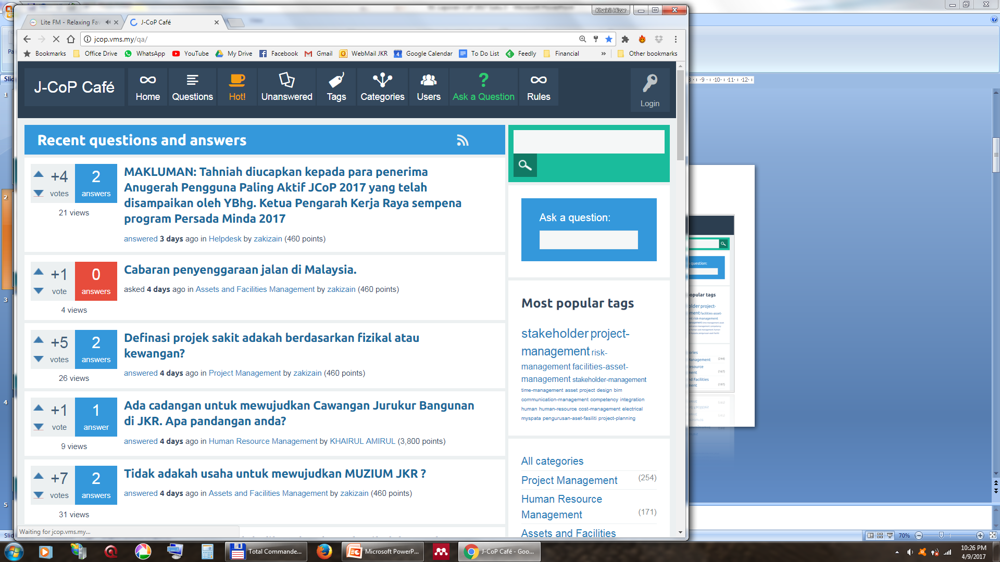 Khairil Hizar
Lite FM - Relaxing Fav
J-CoP Café
jcop.vms.my/qa/
Bookmarks Office Drive WhatsApp YouTube My Drive Facebook Gmail WebMail JKR Google Calendar To Do List Feedly Financial » Other bookmarks
J-CoP Café
Home Questions Hot! Unanswered Tags Categories Users Ask a Question Rules
Login
Recent questions and answers
+4 votes
2 answers
21 views
MAKLUMAN: Tahniah diucapkan kepada para penerima
Anugerah Pengguna Paling Aktif JCoP 2017 yang telah
disampaikan oleh YBhg. Ketua Pengarah Kerja Raya sempena
program Persada Minda 2017
answered 3 days ago in Helpdesk by zakizain (460 points)
+1 vote
0 answers
4 views
Cabaran penyenggaraan jalan di Malaysia.
asked 4 days ago in Assets and Facilities Management by zakizain (460 points)
+5 votes
2 answers
26 views
Definasi projek sakit adakah berdasarkan fizikal atau
kewangan?
answered 4 days ago in Project Management by zakizain (460 points)
+1 vote
1 answer
9 views
Ada cadangan untuk mewujudkan Cawangan Jurukur Bangunan
di JKR. Apa pandangan anda?
answered 4 days ago in Human Resource Management by KHAIRUL AMIRUL (3,800 points)
+7 votes
2 answers
31 views
Tidak adakah usaha untuk mewujudkan MUZIUM JKR ?
answered 4 days ago in Assets and Facilities Management by zakizain (460 points)
Ask a question:
Most popular tags
stakeholder project-
management risk-
management facilities-asset-
management stakeholder-management
time-management asset project design bim
communication-management competency integration
human human-resource cost-management electrical
myspata pengurusan-aset-fasiliti project-planning
All categories
Project Management (254)
Human Resource
Management (171)
Assets and Facilities
Waiting for jcop.vms.my...
1
2
3
4
5
70%
Total Commande...
Microsoft PowerP...
J-CoP Café - Goo...
10:26 PM
4/9/2017